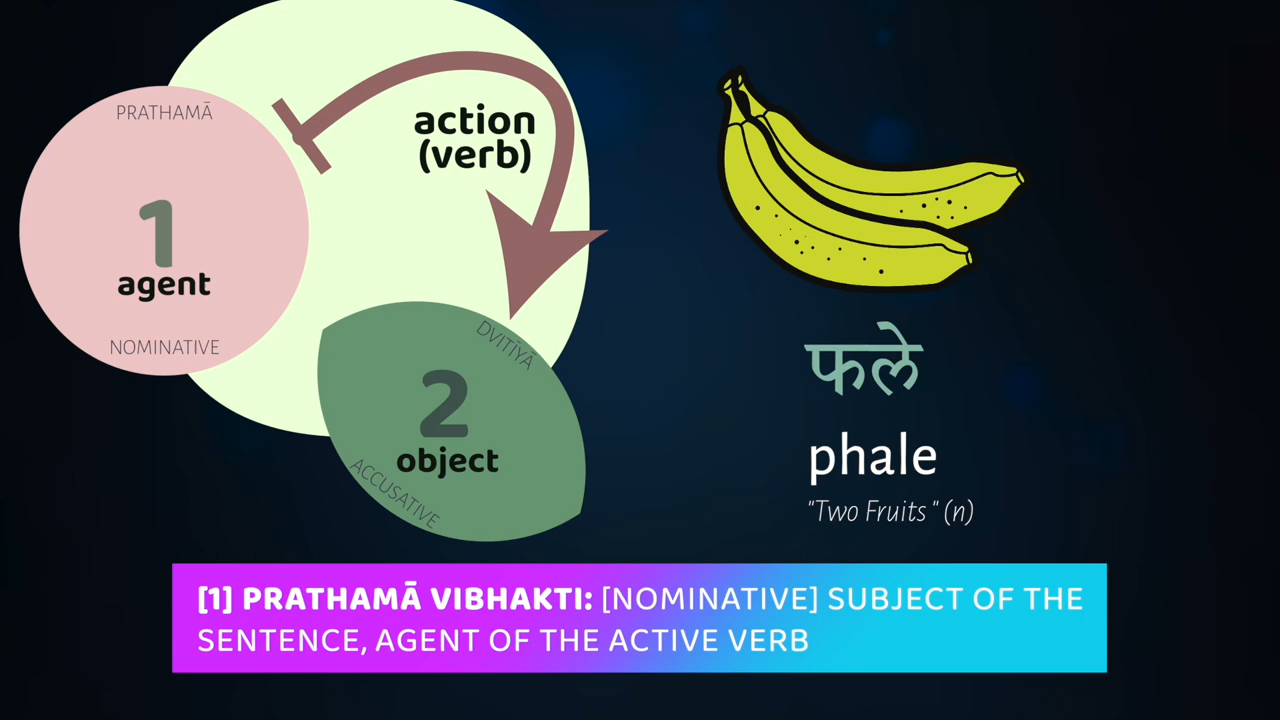 PRATHAMĀ
1
agent
NOMINATIVE
action
(verb)
DVITĪYĀ
2
object
ACCUSATIVE
फले
phale
"Two Fruits " (n)
[1] PRATHAMĀ VIBHAKTI: [NOMINATIVE] SUBJECT OF THE
SENTENCE, AGENT OF THE ACTIVE VERB